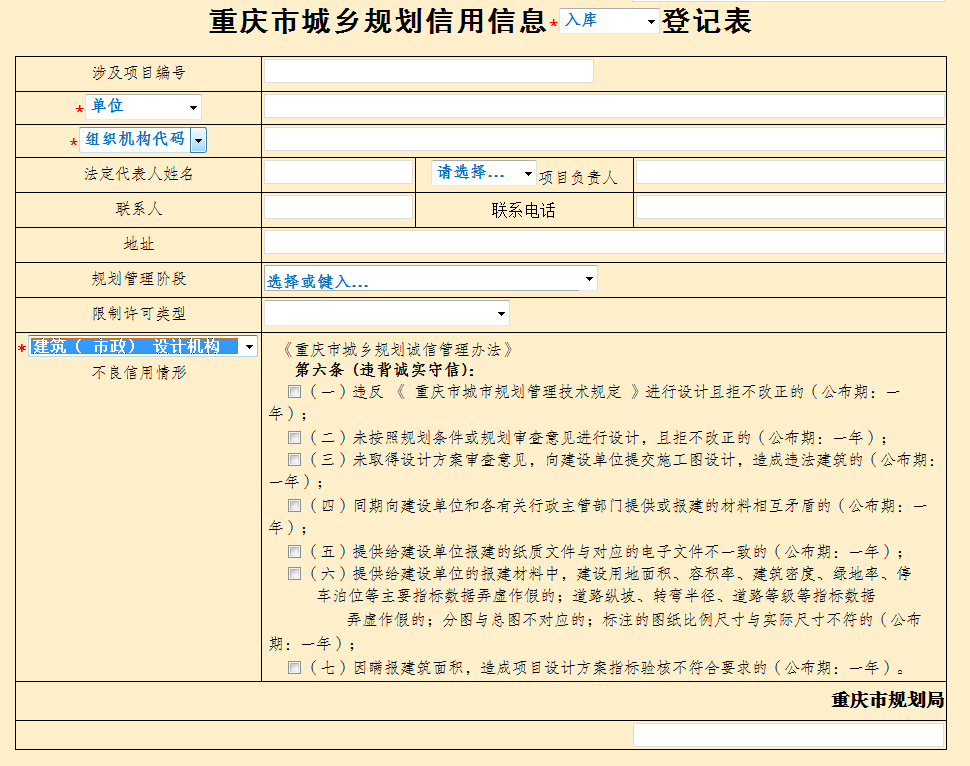 重庆市城乡规划信用信息*入库 登记表
涉及项目编号
*单位
*组织机构代码
法定代表人姓名 请选择... 项目负责人
联系人 联系电话
地址
规划管理阶段 选择或键入...
限制许可类型
*建筑（ 市政） 设计机构
不良信用情形
《重庆市城乡规划诚信管理办法》
第六条 (违背诚实守信)：
（一）违反 《 重庆市城市规划管理技术规定 》进行设计且拒不改正的（公布期：一
年）；
（二）未按照规划条件或规划审查意见进行设计，且拒不改正的（公布期：一年）；
（三）未取得设计方案审查意见，向建设单位提交施工图设计，造成违法建筑的（公布期：
一年）；
（四）同期向建设单位和各有关行政主管部门提供或报建的材料相互矛盾的（公布期：一
年）；
（五）提供给建设单位报建的纸质文件与对应的电子文件不一致的（公布期：一年）；
（六）提供给建设单位的报建材料中，建设用地面积、容积率、建筑密度、绿地率、停
车泊位等主要指标数据弄虚作假的；道路纵坡、转弯半径、道路等级等指标数据
弄虚作假的；分图与总图不对应的；标注的图纸比例尺寸与实际尺寸不符的（公布
期：一年）；
（七）因瞒报建筑面积，造成项目设计方案指标验核不符合要求的（公布期：一年）。
重庆市规划局